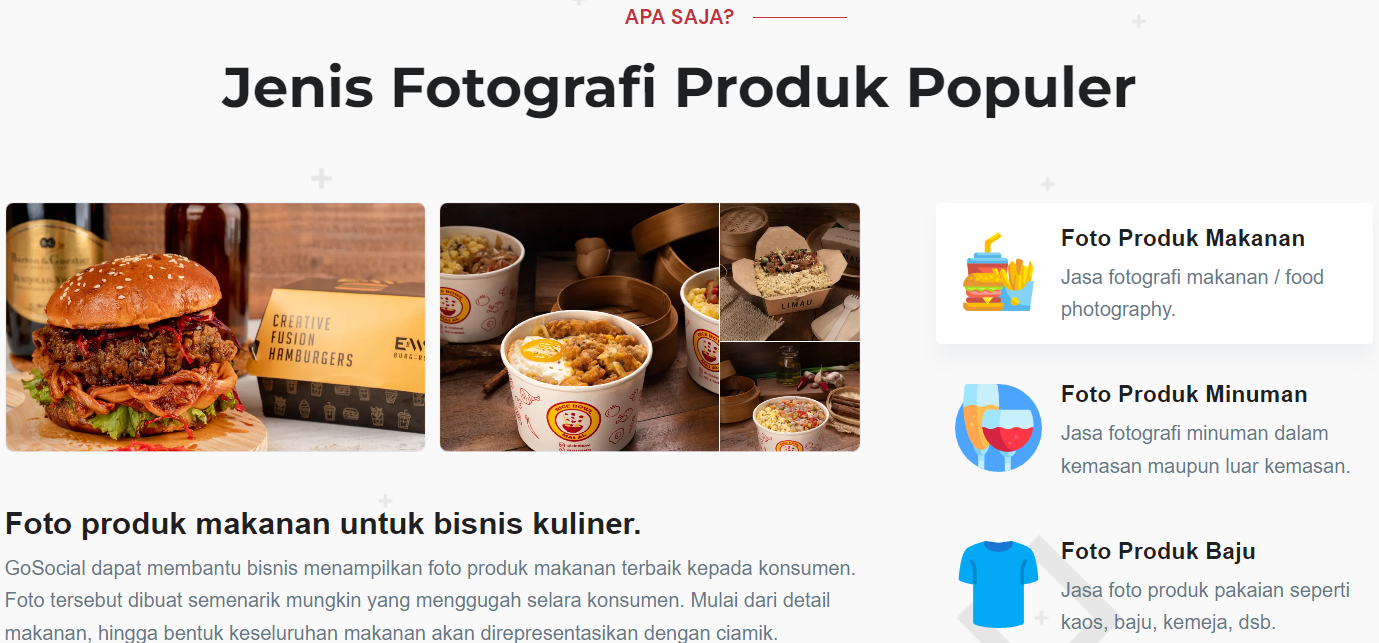 APA SAJA?
Jenis Fotografi Produk Populer
CREATIVE
FUSION
HAMBURGERS
BURGERS
RICE BOWL
LIMAU
Foto produk makanan untuk bisnis kuliner.
GoSocial dapat membantu bisnis menampilkan foto produk makanan terbaik kepada konsumen.
Foto tersebut dibuat semenarik mungkin yang menggugah selara konsumen. Mulai dari detail
makanan, hingga bentuk keseluruhan makanan akan direpresentasikan dengan ciamik.
Foto Produk Makanan
Jasa fotografi makanan / food
photography.
Foto Produk Minuman
Jasa fotografi minuman dalam
kemasan maupun luar kemasan.
Foto Produk Baju
Jasa foto produk pakaian seperti
kaos, baju, kemeja, dsb.